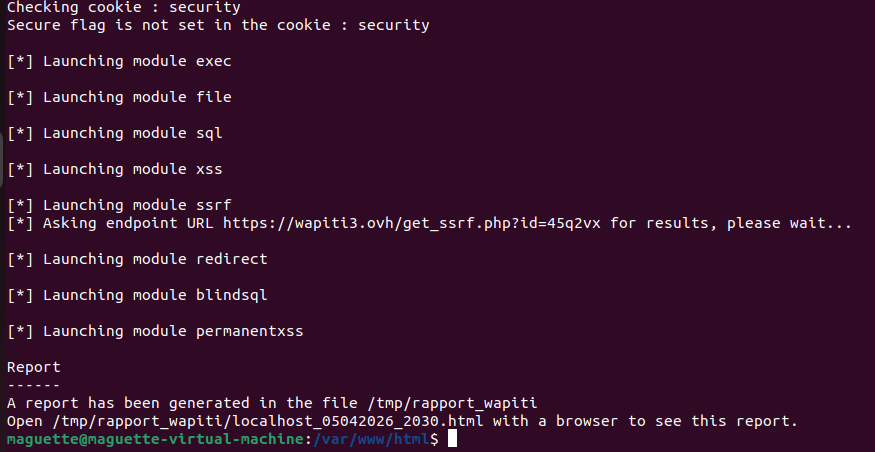 Checking cookie : security
Secure flag is not set in the cookie : security
[*] Launching module exec
[*] Launching module file
[*] Launching module sql
[*] Launching module xss
[*] Launching module ssrf
[*] Asking endpoint URL https://wapiti3.ovh/get_ssrf.php?id=45q2vx for results, please wait...
[*] Launching module redirect
[*] Launching module blindsql
[*] Launching module permanentxss
Report
------
A report has been generated in the file /tmp/rapport_wapiti
Open /tmp/rapport_wapiti/localhost_05042026_2030.html with a browser to see this report.
maguette@maguette-virtual-machine:/var/www/html$